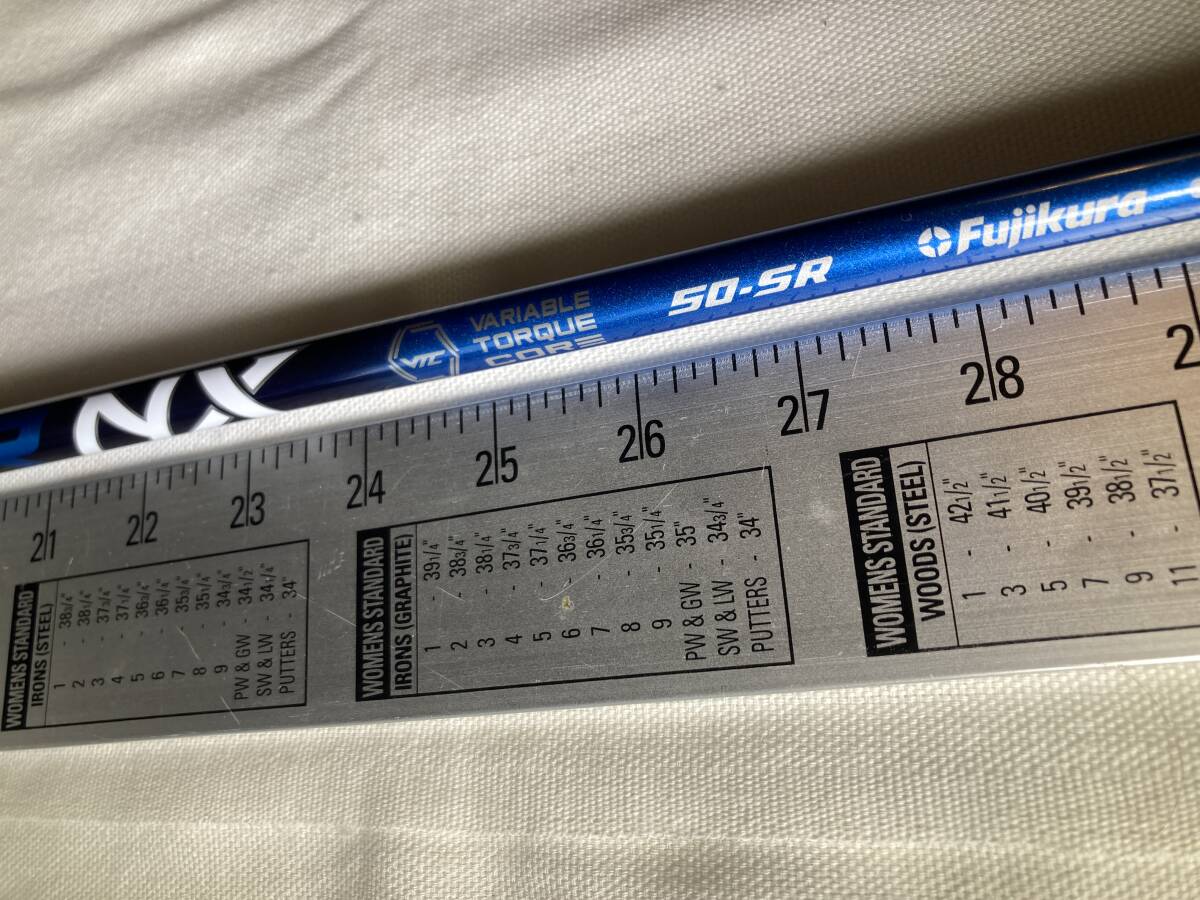 NX
VTC
VARIABLE
TORQUE
CORE
50-SR
Fujikura
21
22
23
24
25
26
27
28
WOMENS STANDARD
IRONS (STEEL)
1 - 38 3/4"
2 - 38 1/4"
3 - 37 3/4"
4 - 37 1/4"
5 - 36 3/4"
6 - 36 1/4"
7 - 35 3/4"
8 - 35 1/4"
9 - 34 3/4"
PW & GW - 34 1/2"
SW & LW - 34 1/4"
PUTTERS - 34"
WOMENS STANDARD
IRONS (GRAPHITE)
1 - 39 1/4"
2 - 38 3/4"
3 - 38 1/4"
4 - 37 3/4"
5 - 37 1/4"
6 - 36 3/4"
7 - 36 1/4"
8 - 35 3/4"
9 - 35 1/4"
PW & GW - 35"
SW & LW - 34 3/4"
PUTTERS - 34"
WOMENS STANDARD
WOODS (STEEL)
1 - 42 1/2"
3 - 41 1/2"
5 - 40 1/2"
7 - 39 1/2"
9 - 38 1/2"
11 - 37 1/2"